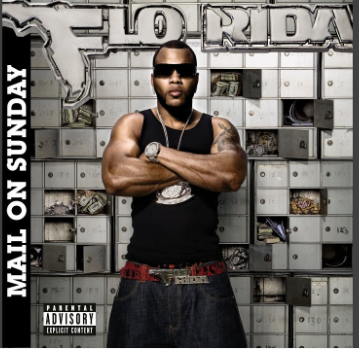 FLO RIDA
MAIL ON SUNDAY
PARENTAL
ADVISORY
EXPLICIT CONTENT